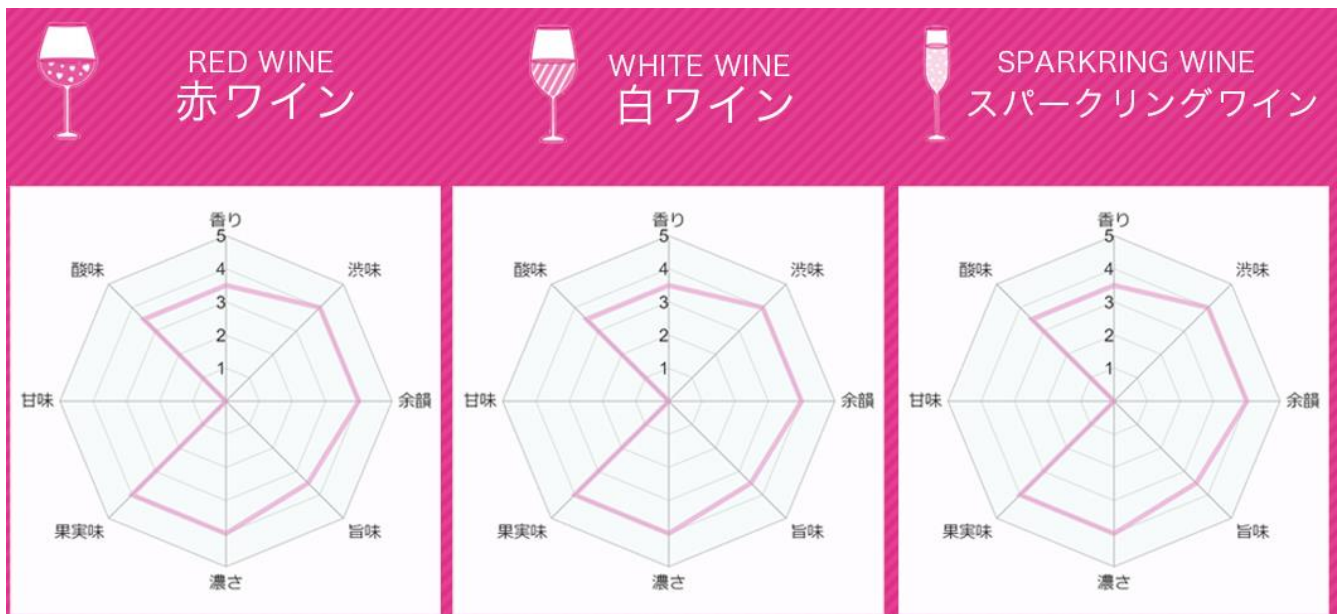 RED WINE
赤ワイン
WHITE WINE
白ワイン
SPARKRING WINE
スパークリングワイン
香り
5
酸味
渋味
4
3
2
1
甘味
余韻
果実味
旨味
濃さ
香り
5
酸味
渋味
4
3
2
1
甘味
余韻
果実味
旨味
濃さ
香り
5
酸味
渋味
4
3
2
1
甘味
余韻
果実味
旨味
濃さ